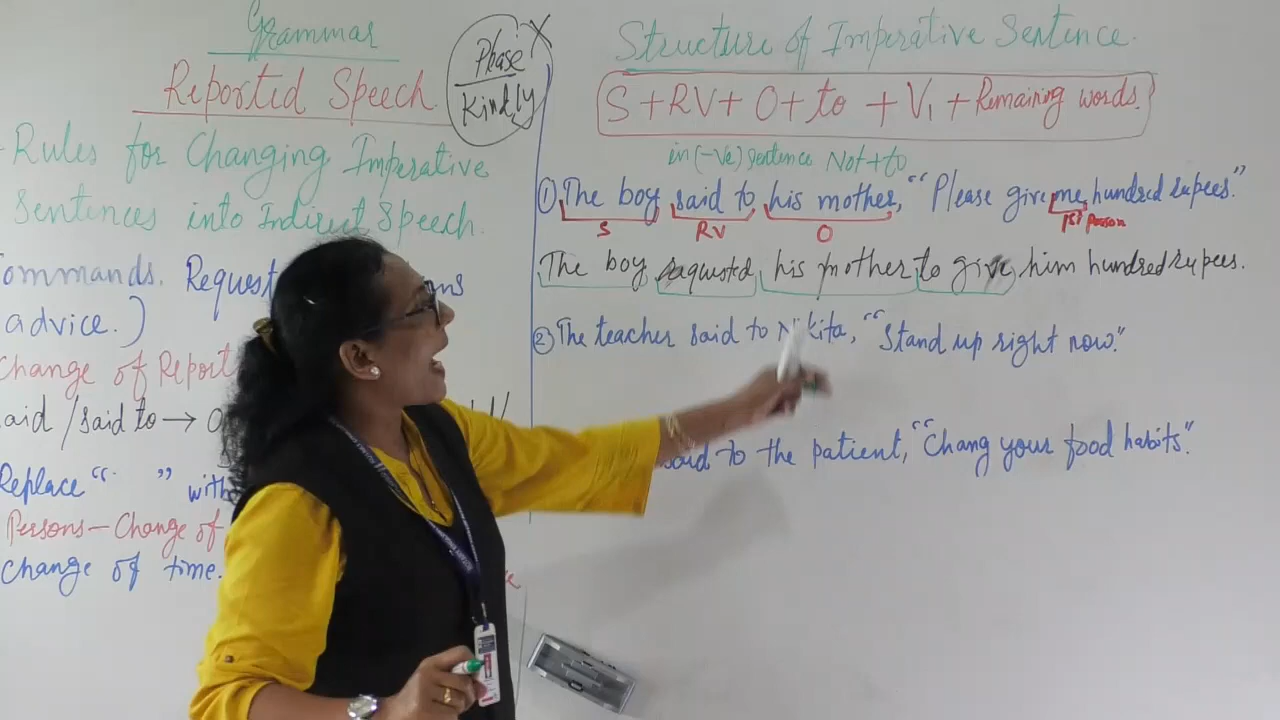 Grammar
Reported Speech
Rules for Changing Imperative
Sentences into Indirect Speech.
ommands. Request ns
advice.)
Change of Report
aid / said to →
Replace “ ” with
Persons – Change of
Change of time.
Phase
Kindly
X
Structure of Imperative Sentence.
S + RV + O + to + V1 + Remaining words.
in (-Ve) sentence Not + to
① The boy said to his mother, “Please give me hundred rupees.”
S RV O 1st Person
The boy requested his mother to give him hundred rupees.
② The teacher said to Nikita, “Stand up right now.”
said to the patient, “Chang your food habits”.